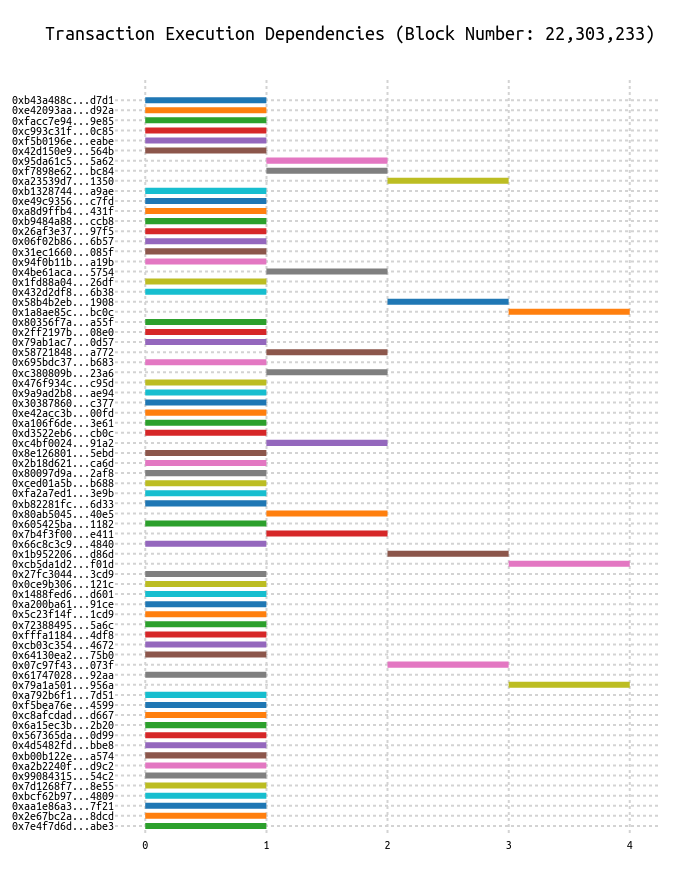 Transaction Execution Dependencies (Block Number: 22,303,233)
0xb43a488c...d7d1
0xe42093aa...d92a
0xfacc7e94...9e85
0xc993c31f...0c85
0xf5b0196e...eabe
0x42d150e9...564b
0x95da61c5...5a62
0xf7898e62...bc84
0xa23539d7...1350
0xb1328744...a9ae
0xe49c9356...c7fd
0xa8d9ffb4...431f
0xb9484a88...ccb8
0x26af3e37...97f5
0x06f02b86...6b57
0x31ec1660...085f
0x94f0b11b...a19b
0x4be61aca...5754
0x1fd88a04...26df
0x432d2df8...6b38
0x58b4b2eb...1908
0x1a8ae85c...bc0c
0x80356f7a...a55f
0x2ff2197b...08e0
0x79ab1ac7...0d57
0x58721848...a772
0x695bdc37...b683
0xc380809b...23a6
0x476f934c...c95d
0x9a9ad2b8...ae94
0x30387860...c377
0xe42acc3b...00fd
0xa106f6de...3e61
0xd3522eb6...cb0c
0xc4bf0024...91a2
0x8e126801...5ebd
0x2b18d621...ca6d
0x80097d9a...2af8
0xced01a5b...b688
0xfa2a7ed1...3e9b
0xb82281fc...6d33
0x80ab5045...40e5
0x605425ba...1182
0x7b4f3f00...e411
0x66c8c3c9...4840
0x1b952206...d86d
0xcb5da1d2...f01d
0x27fc3044...3cd9
0x0ce9b306...121c
0x1488fed6...d601
0xa200ba61...91ce
0x5c23f14f...1cd9
0x72388495...5a6c
0xfffa1184...4df8
0xcb03c354...4672
0x64130ea2...75b0
0x07c97f43...073f
0x61747028...92aa
0x79a1a501...956a
0xa792b6f1...7d51
0xf5bea76e...4599
0xc8afcdad...d667
0x6a15ec3b...2b20
0x567365da...0d99
0x4d5482fd...bbe8
0xb00b122e...a574
0xa2b2240f...d9c2
0x99084315...54c2
0x7d1268f7...8e55
0xbcf62b97...4809
0xaa1e86a3...7f21
0x2e67bc2a...8dcd
0x7e4f7d6d...abe3
0 1 2 3 4